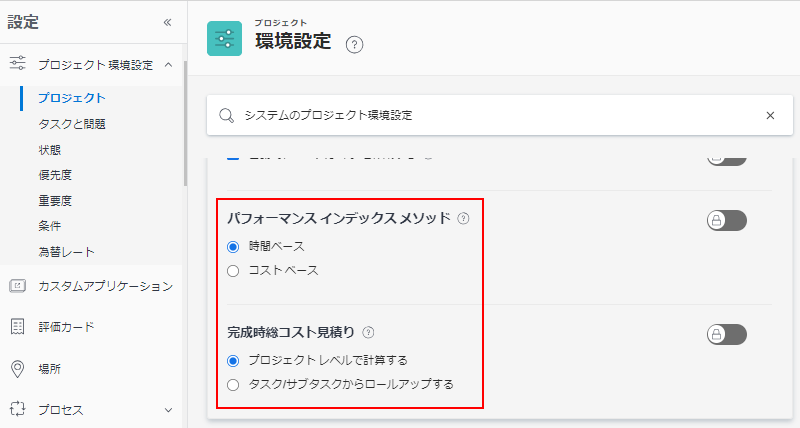 設定
«
プロジェクト環境設定
プロジェクト
タスクと問題
状態
優先度
重要度
条件
為替レート
カスタムアプリケーション
評価カード
場所
プロセス
プロジェクト
環境設定
?
システムのプロジェクト環境設定
パフォーマンス インデックス メソッド ?
時間ベース
コスト ベース
完成時総コスト見積り ?
プロジェクト レベルで計算する
タスク/サブタスクからロールアップする